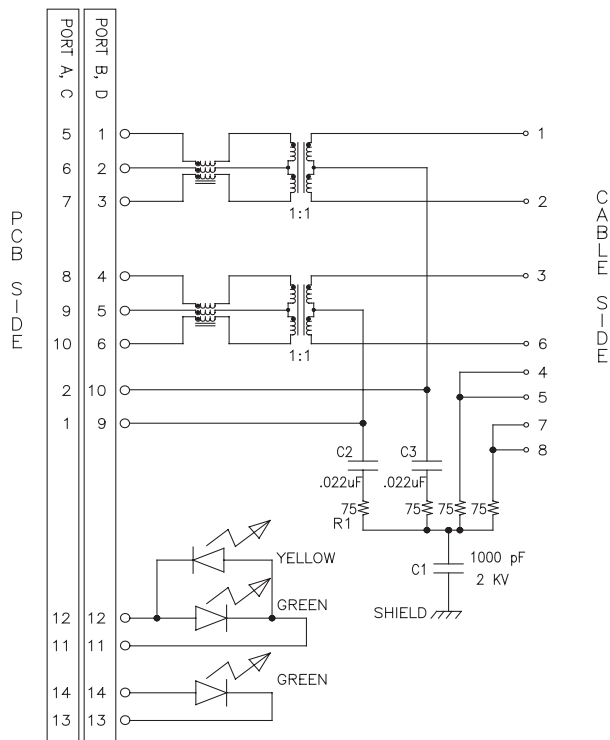 PORT A, C
PORT B, D
PCB SIDE
CABLE SIDE
5 1 1
6 2
7 3 2
1:1
8 4 3
9 5
10 6 6
1:1
4
2 10
5
1 9
7
8
C2 C3
.022uF .022uF
75 75 75 75
R1
1000 pF
C1
2 KV
SHIELD
YELLOW
GREEN
12 12
11 11
GREEN
14 14
13 13